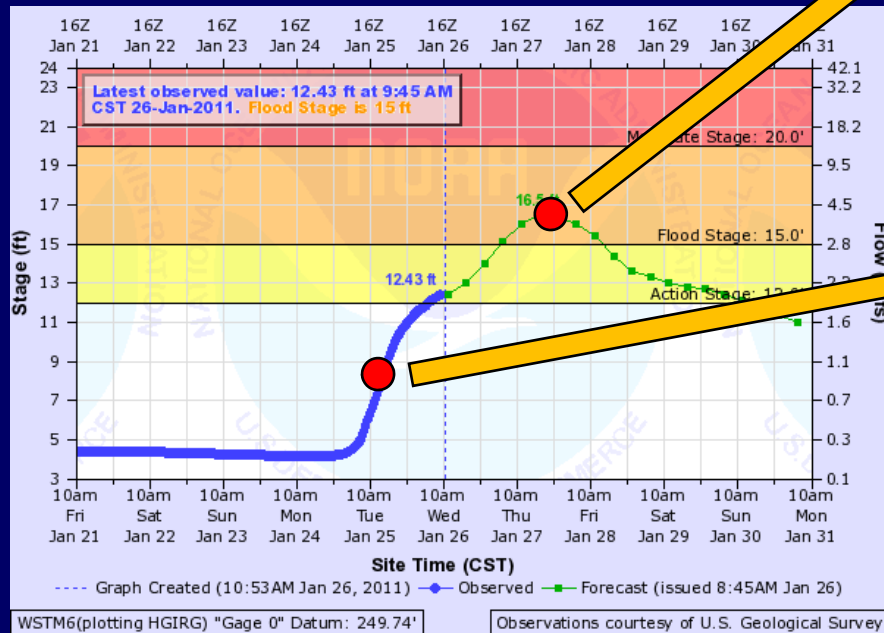 16Z 16Z 16Z 16Z 16Z 16Z 16Z 16Z 16Z 16Z
Jan 21 Jan 22 Jan 23 Jan 24 Jan 25 Jan 26 Jan 27 Jan 28 Jan 29 Jan 30 Jan 31
24 42.1
23 32.2
Latest observed value: 12.43 ft at 9:45 AM
CST 26-Jan-2011. Flood Stage is 15 ft
21 18.2
Stage: 20.0'
19 9.5
NOAA
17 16.5 ft 4.5
Flood Stage: 15.0'
15 2.8
12.43 ft
13
Action Stage:
11 1.6
9 1.1
7 0.7
5 0.3
3 0.1
Stage (ft)
Flow
10am 10am 10am 10am 10am 10am 10am 10am 10am 10am 10am
Fri Sat Sun Mon Tue Wed Thu Fri Sat Sun Mon
Jan 21 Jan 22 Jan 23 Jan 24 Jan 25 Jan 26 Jan 27 Jan 28 Jan 29 Jan 30 Jan 31
Site Time (CST)
Graph Created (10:53AM Jan 26, 2011) Observed Forecast (issued 8:45AM Jan 26)
WSTM6(plotting HGIRG) "Gage 0" Datum: 249.74' Observations courtesy of U.S. Geological Survey